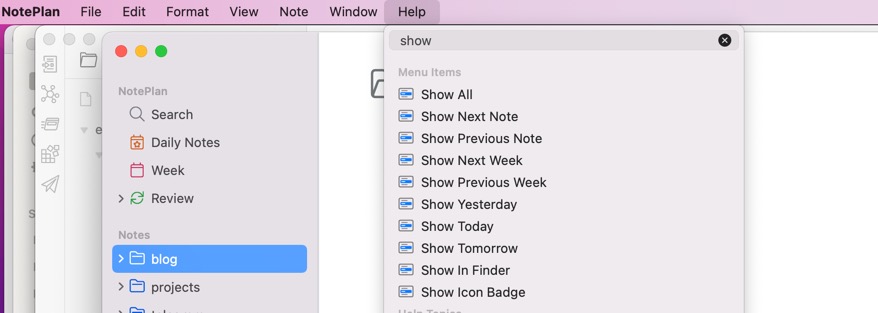 NotePlan File Edit Format View Note Window Help
show
NotePlan
Search
Daily Notes
Week
Review
Notes
blog
projects
Menu Items
Show All
Show Next Note
Show Previous Note
Show Next Week
Show Previous Week
Show Yesterday
Show Today
Show Tomorrow
Show In Finder
Show Icon Badge
Help Topics